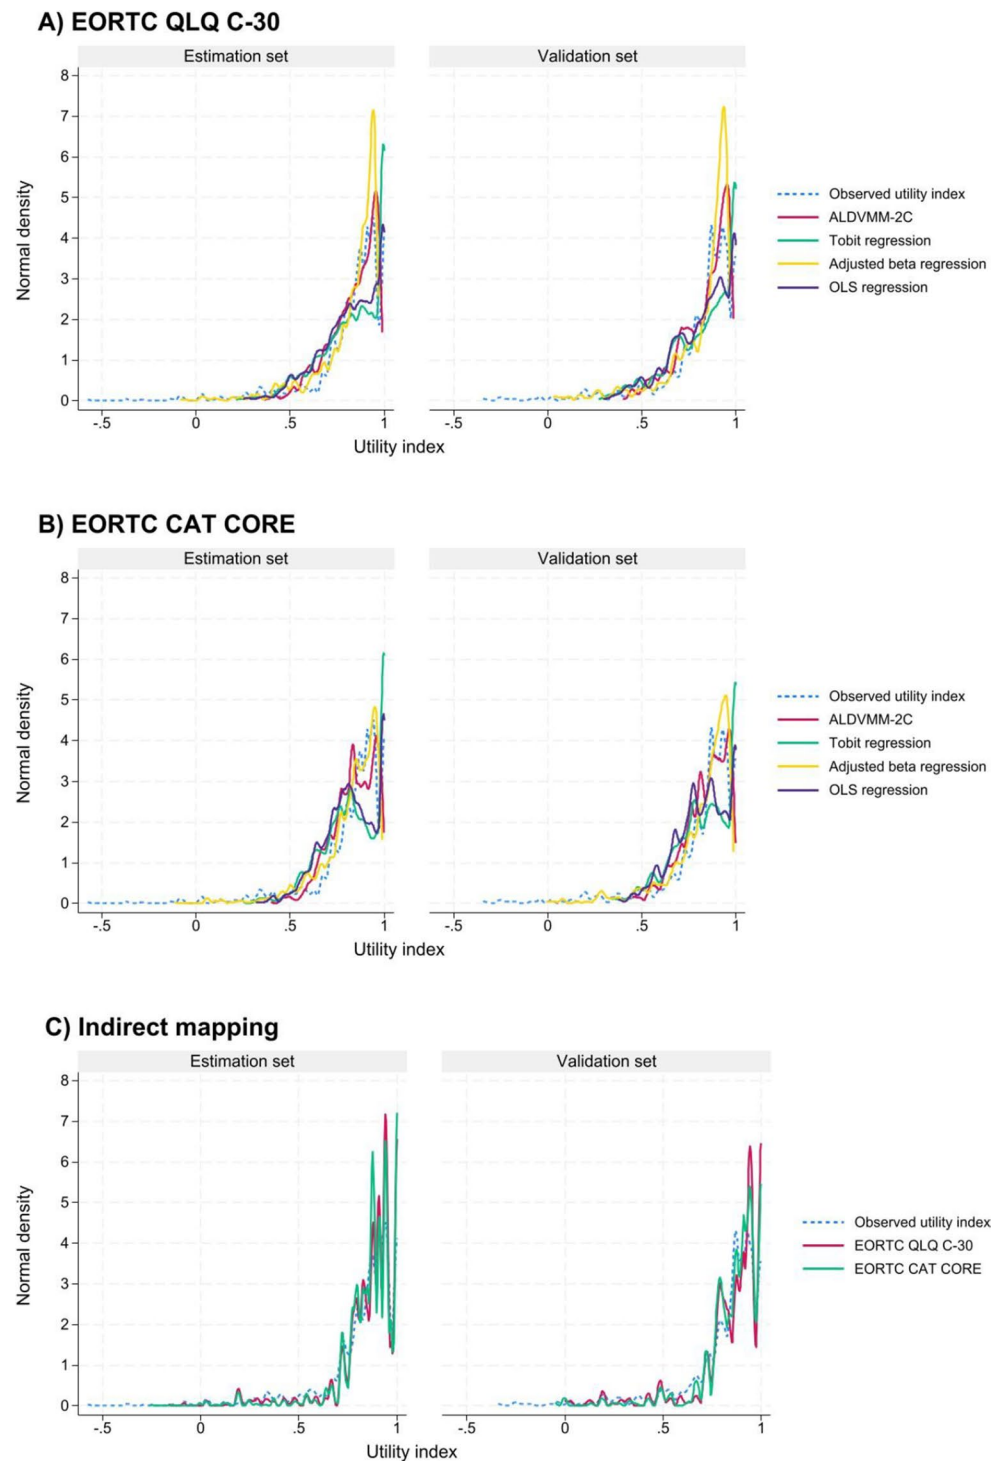 A) EORTC QLQ C-30
Estimation set
Validation set
8
7
6
5
4
3
2
1
0
Normal density
-.5 0 .5 1
-.5 0 .5 1
Utility index
Observed utility index
ALDVMM-2C
Tobit regression
Adjusted beta regression
OLS regression
B) EORTC CAT CORE
Estimation set
Validation set
8
7
6
5
4
3
2
1
0
Normal density
-.5 0 .5 1
-.5 0 .5 1
Utility index
Observed utility index
ALDVMM-2C
Tobit regression
Adjusted beta regression
OLS regression
C) Indirect mapping
Estimation set
Validation set
8
7
6
5
4
3
2
1
0
Normal density
-.5 0 .5 1
-.5 0 .5 1
Utility index
Observed utility index
EORTC QLQ C-30
EORTC CAT CORE